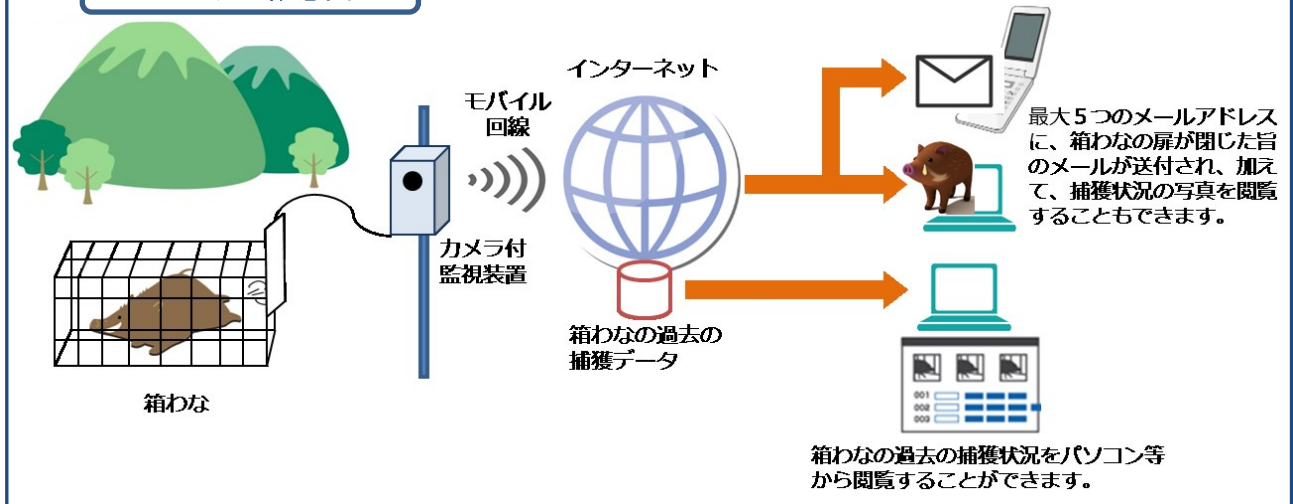 インターネット
モバイル
回線
最大５つのメールアドレス
に、箱わなの扉が閉じた旨
のメールが送付され、加え
て、捕獲状況の写真を閲覧
することもできます。
カメラ付
監視装置
箱わなの過去の
捕獲データ
箱わな
001
002
003
箱わなの過去の捕獲状況をパソコン等
から閲覧することができます。